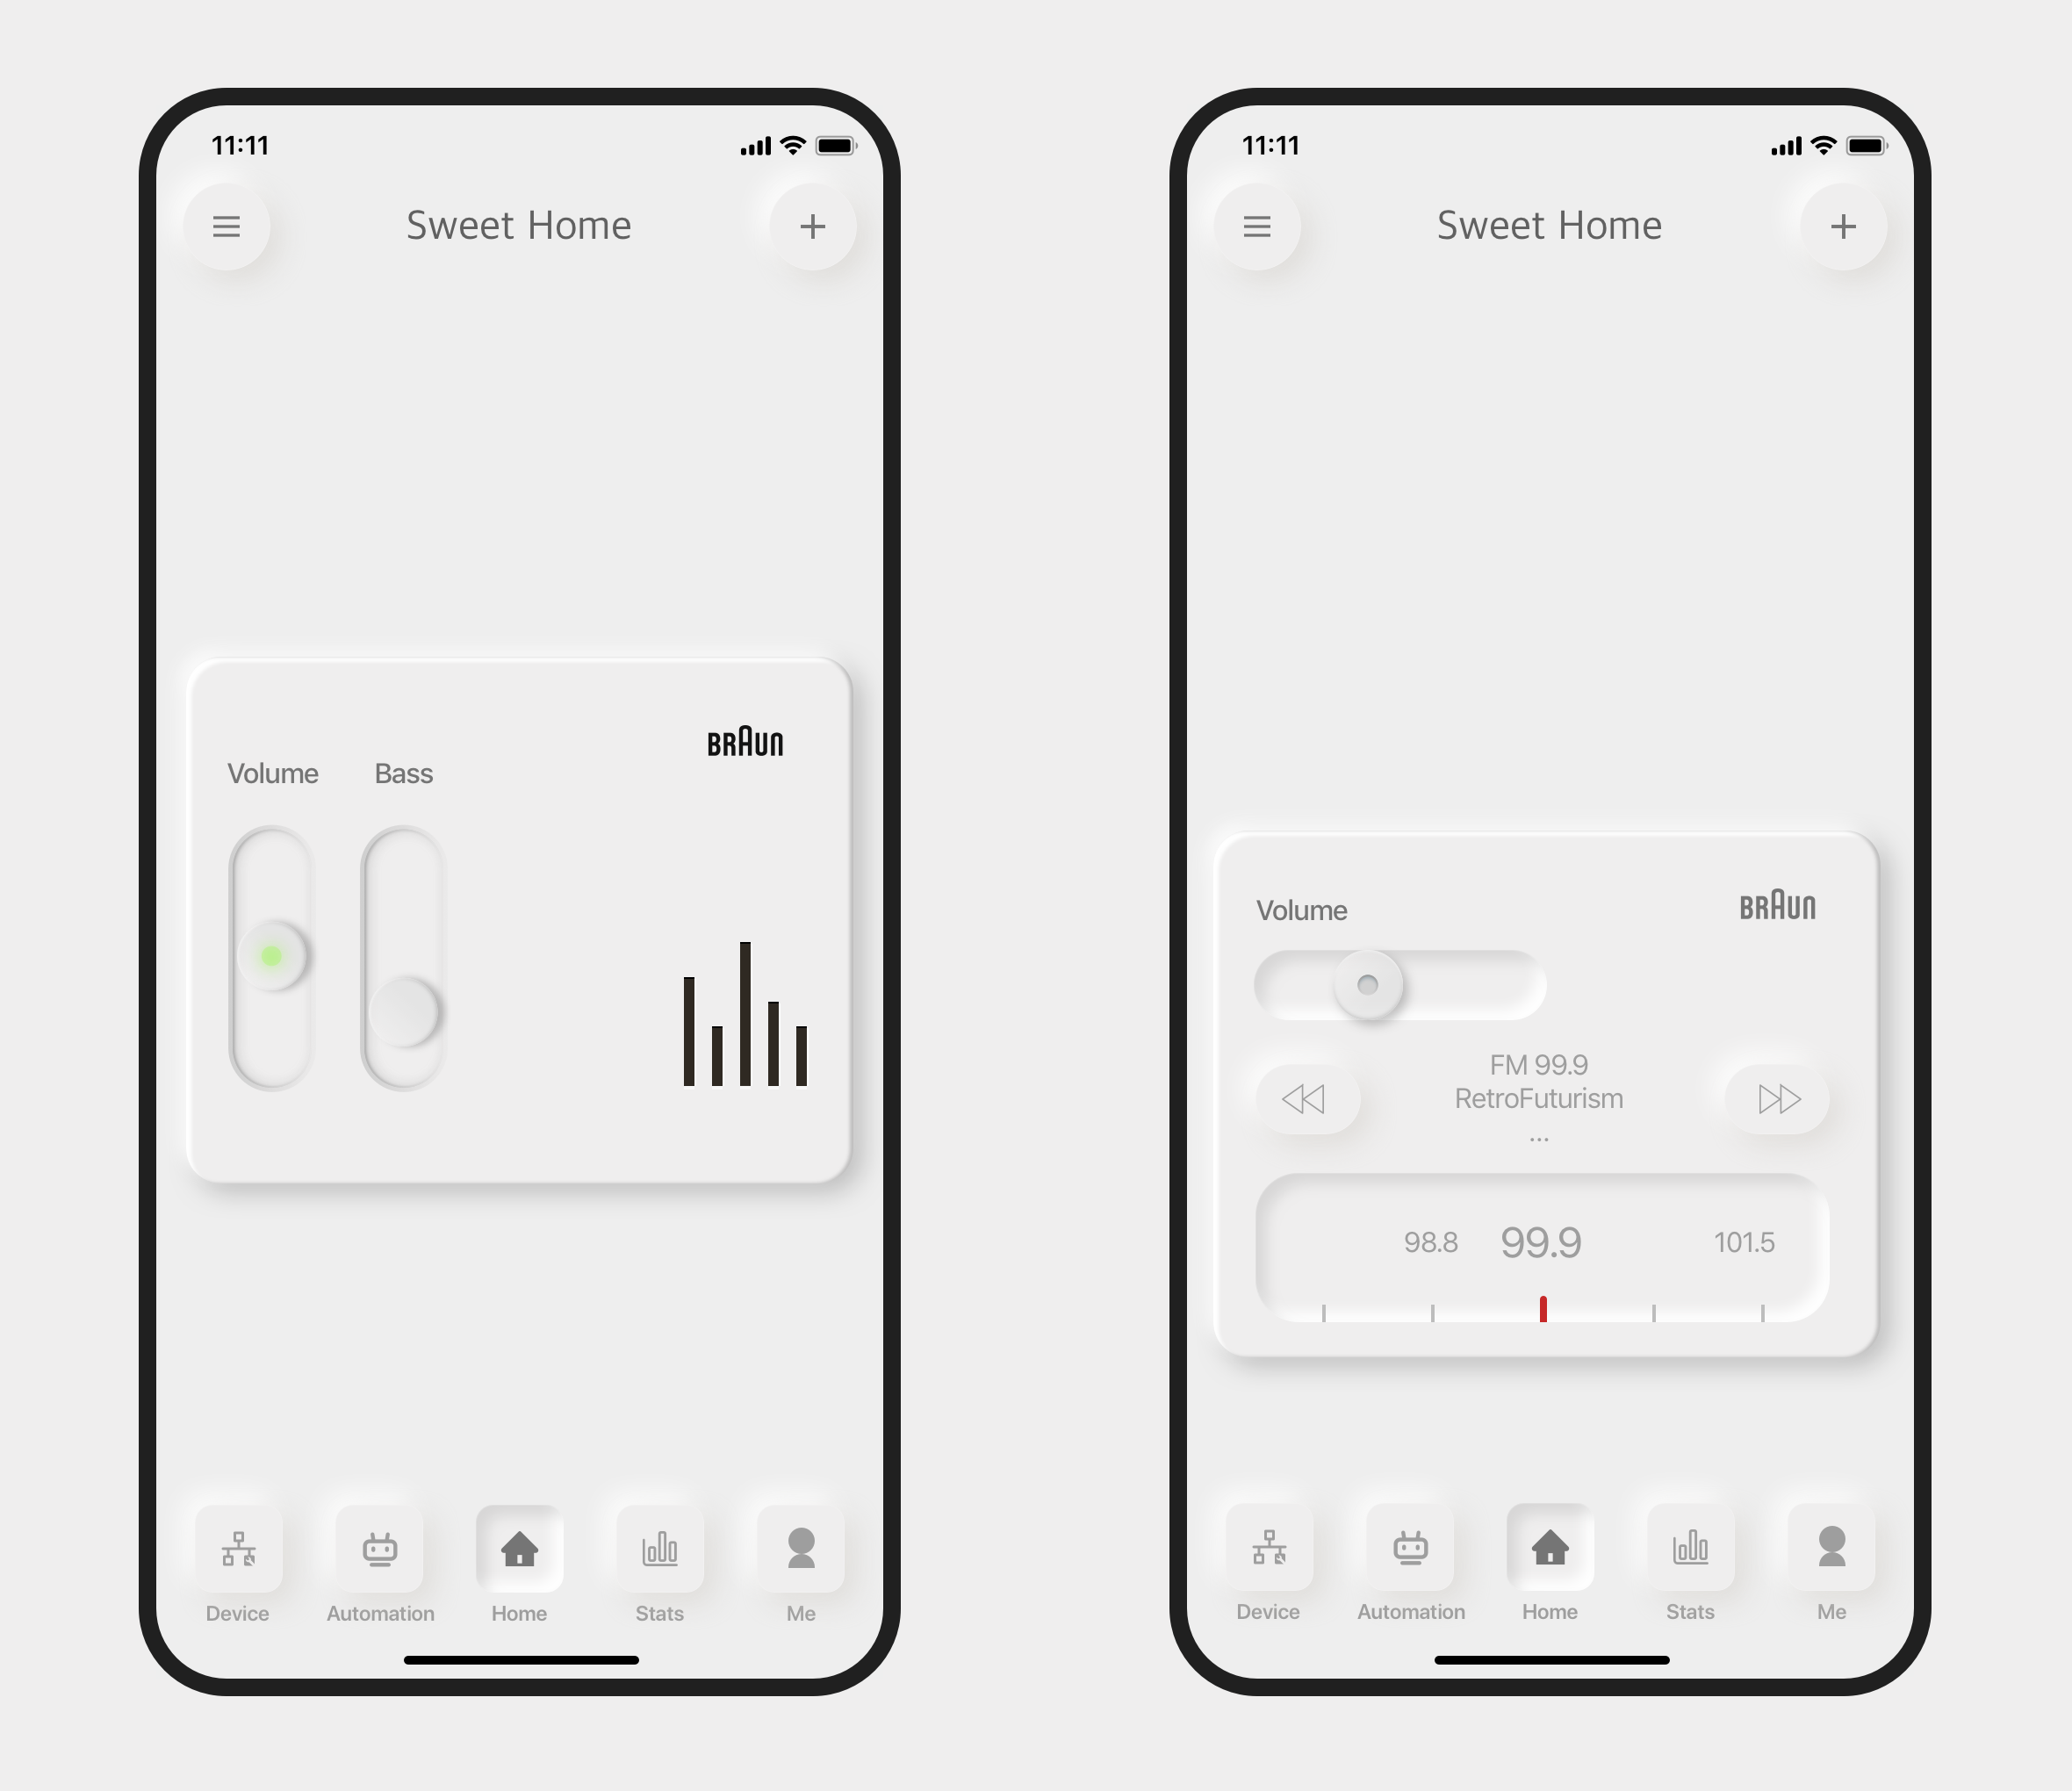 11:11
Sweet Home
BRAUN
Volume Bass
Device Automation Home Stats Me
11:11
Sweet Home
Volume BRAUN
FM 99.9
RetroFuturism
...
98.8 99.9 101.5
Device Automation Home Stats Me